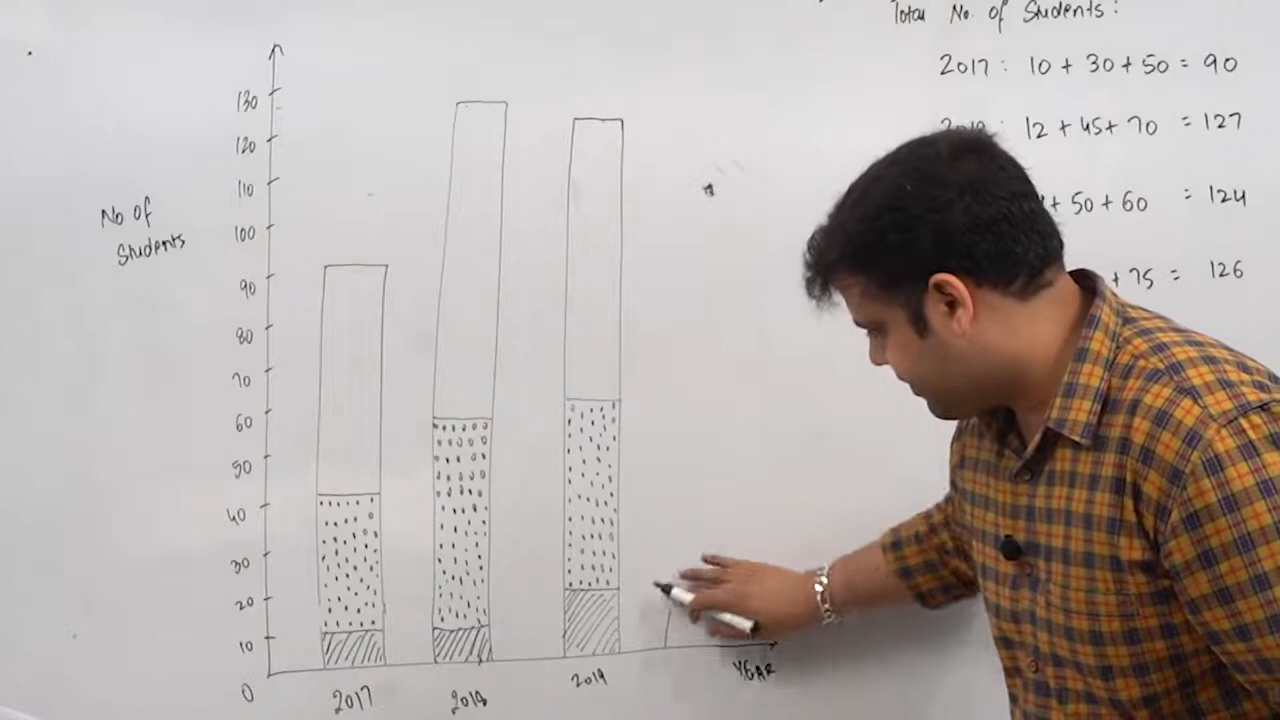 Total No. of Students:
2017: 10 + 30 + 50 = 90
12 + 45 + 70 = 127
+ 50 + 60 = 124
+ 75 = 126
130
120
110
100
90
80
70
60
50
40
30
20
10
0
No of
Students
2017
2018
2019
YEAR